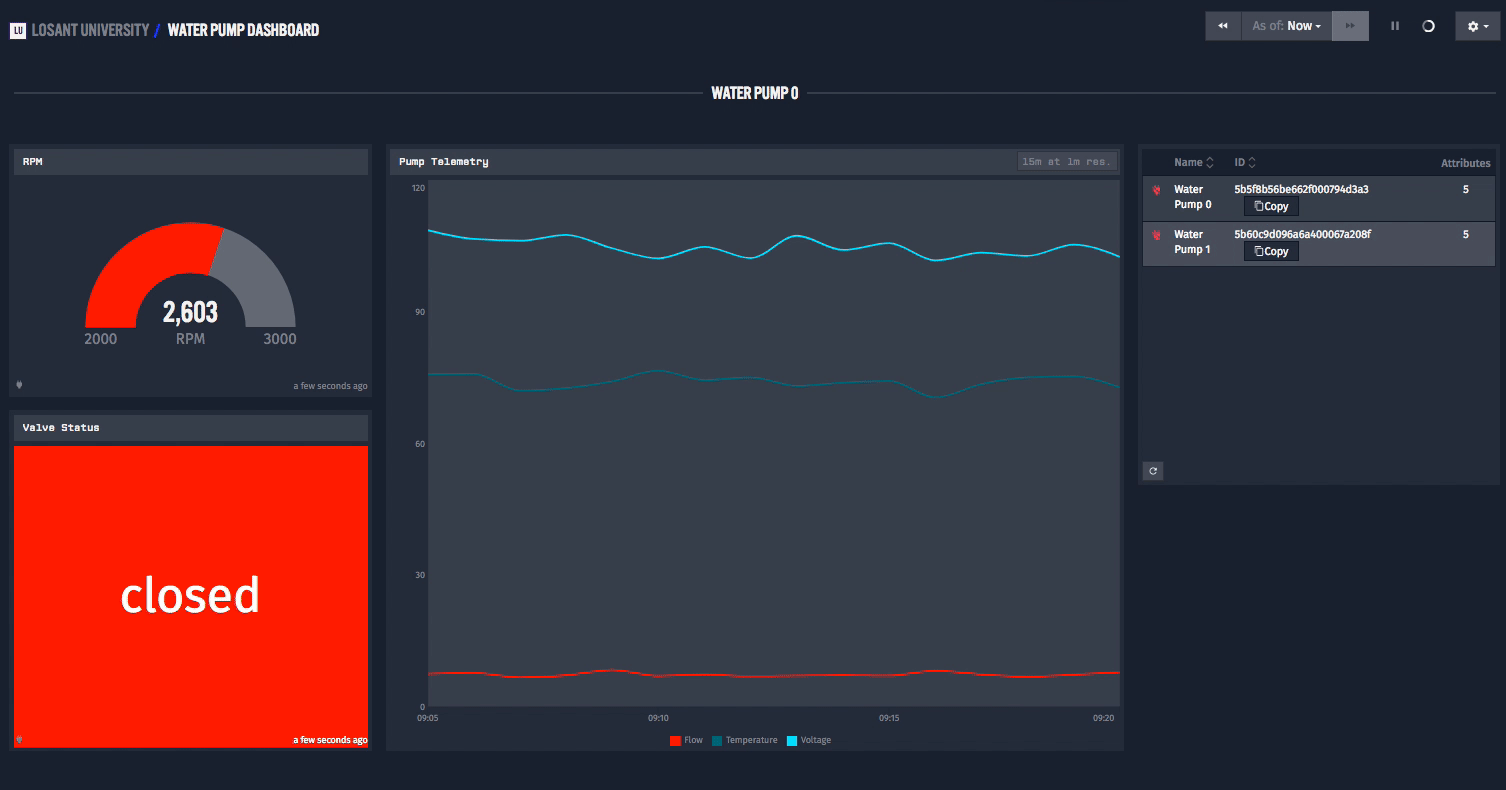 LU LOSANT UNIVERSITY / WATER PUMP DASHBOARD
As of: Now
WATER PUMP 0
RPM
2,603
2000 RPM 3000
a few seconds ago
Valve Status
closed
a few seconds ago
Pump Telemetry 15m at 1m res.
120
90
60
30
0
09:05 09:10 09:15 09:20
Flow Temperature Voltage
Name ID Attributes
Water Pump 0 5b5f8b56be662f000794d3a3 5
Copy
Water Pump 1 5b60c9d096a6a400067a208f 5
Copy